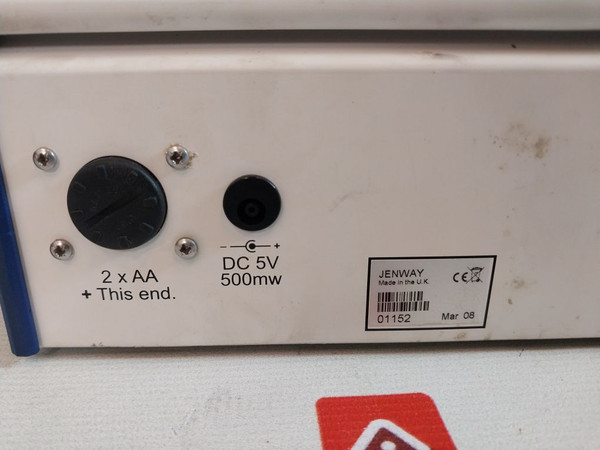 2 x AA
+ This end.
- +
DC 5V
500mw
JENWAY
Made in the U.K.
01152 Mar 08